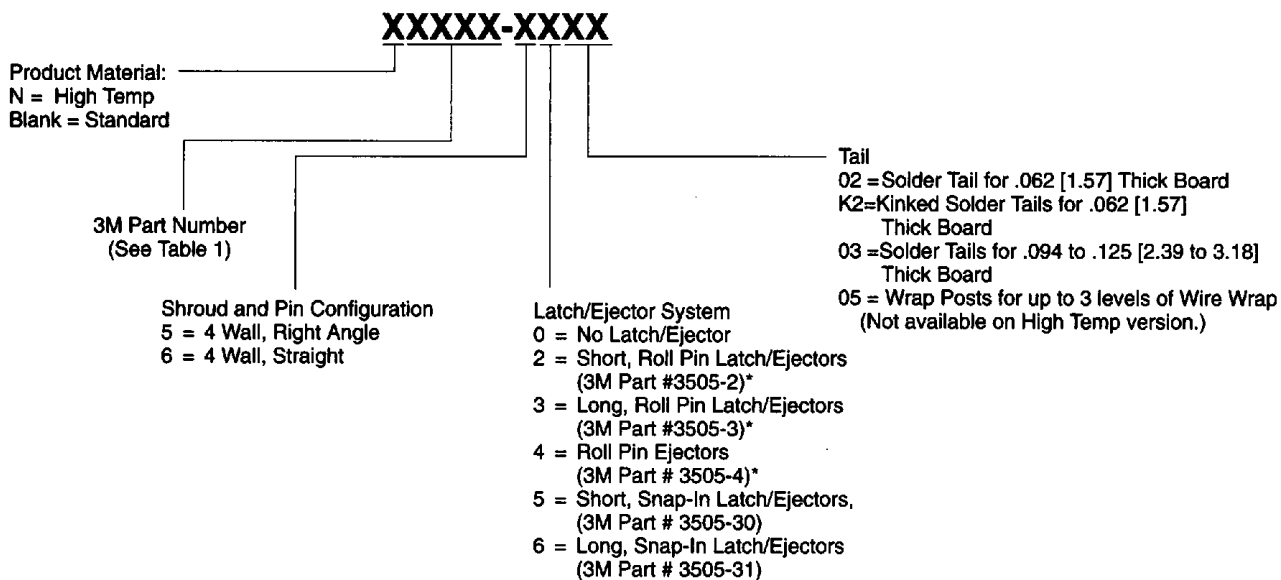 XXXXX-XXXX
Product Material:
N = High Temp
Blank = Standard
3M Part Number
(See Table 1)
Shroud and Pin Configuration
5 = 4 Wall, Right Angle
6 = 4 Wall, Straight
Latch/Ejector System
0 = No Latch/Ejector
2 = Short, Roll Pin Latch/Ejectors
(3M Part #3505-2)*
3 = Long, Roll Pin Latch/Ejectors
(3M Part #3505-3)*
4 = Roll Pin Ejectors
(3M Part # 3505-4)*
5 = Short, Snap-In Latch/Ejectors,
(3M Part # 3505-30)
6 = Long, Snap-In Latch/Ejectors
(3M Part # 3505-31)
Tail
02 =Solder Tail for .062 [1.57] Thick Board
K2=Kinked Solder Tails for .062 [1.57]
Thick Board
03 =Solder Tails for .094 to .125 [2.39 to 3.18]
Thick Board
05 = Wrap Posts for up to 3 levels of Wire Wrap
(Not available on High Temp version.)